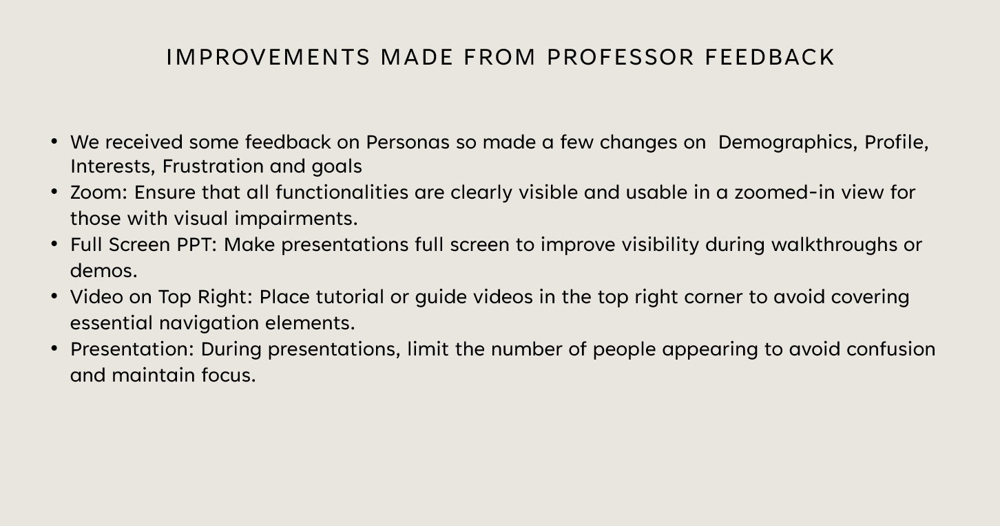 IMPROVEMENTS MADE FROM PROFESSOR FEEDBACK
• We received some feedback on Personas so made a few changes on  Demographics, Profile,
Interests, Frustration and goals
• Zoom: Ensure that all functionalities are clearly visible and usable in a zoomed-in view for
those with visual impairments.
• Full Screen PPT: Make presentations full screen to improve visibility during walkthroughs or
demos.
• Video on Top Right: Place tutorial or guide videos in the top right corner to avoid covering
essential navigation elements.
• Presentation: During presentations, limit the number of people appearing to avoid confusion
and maintain focus.